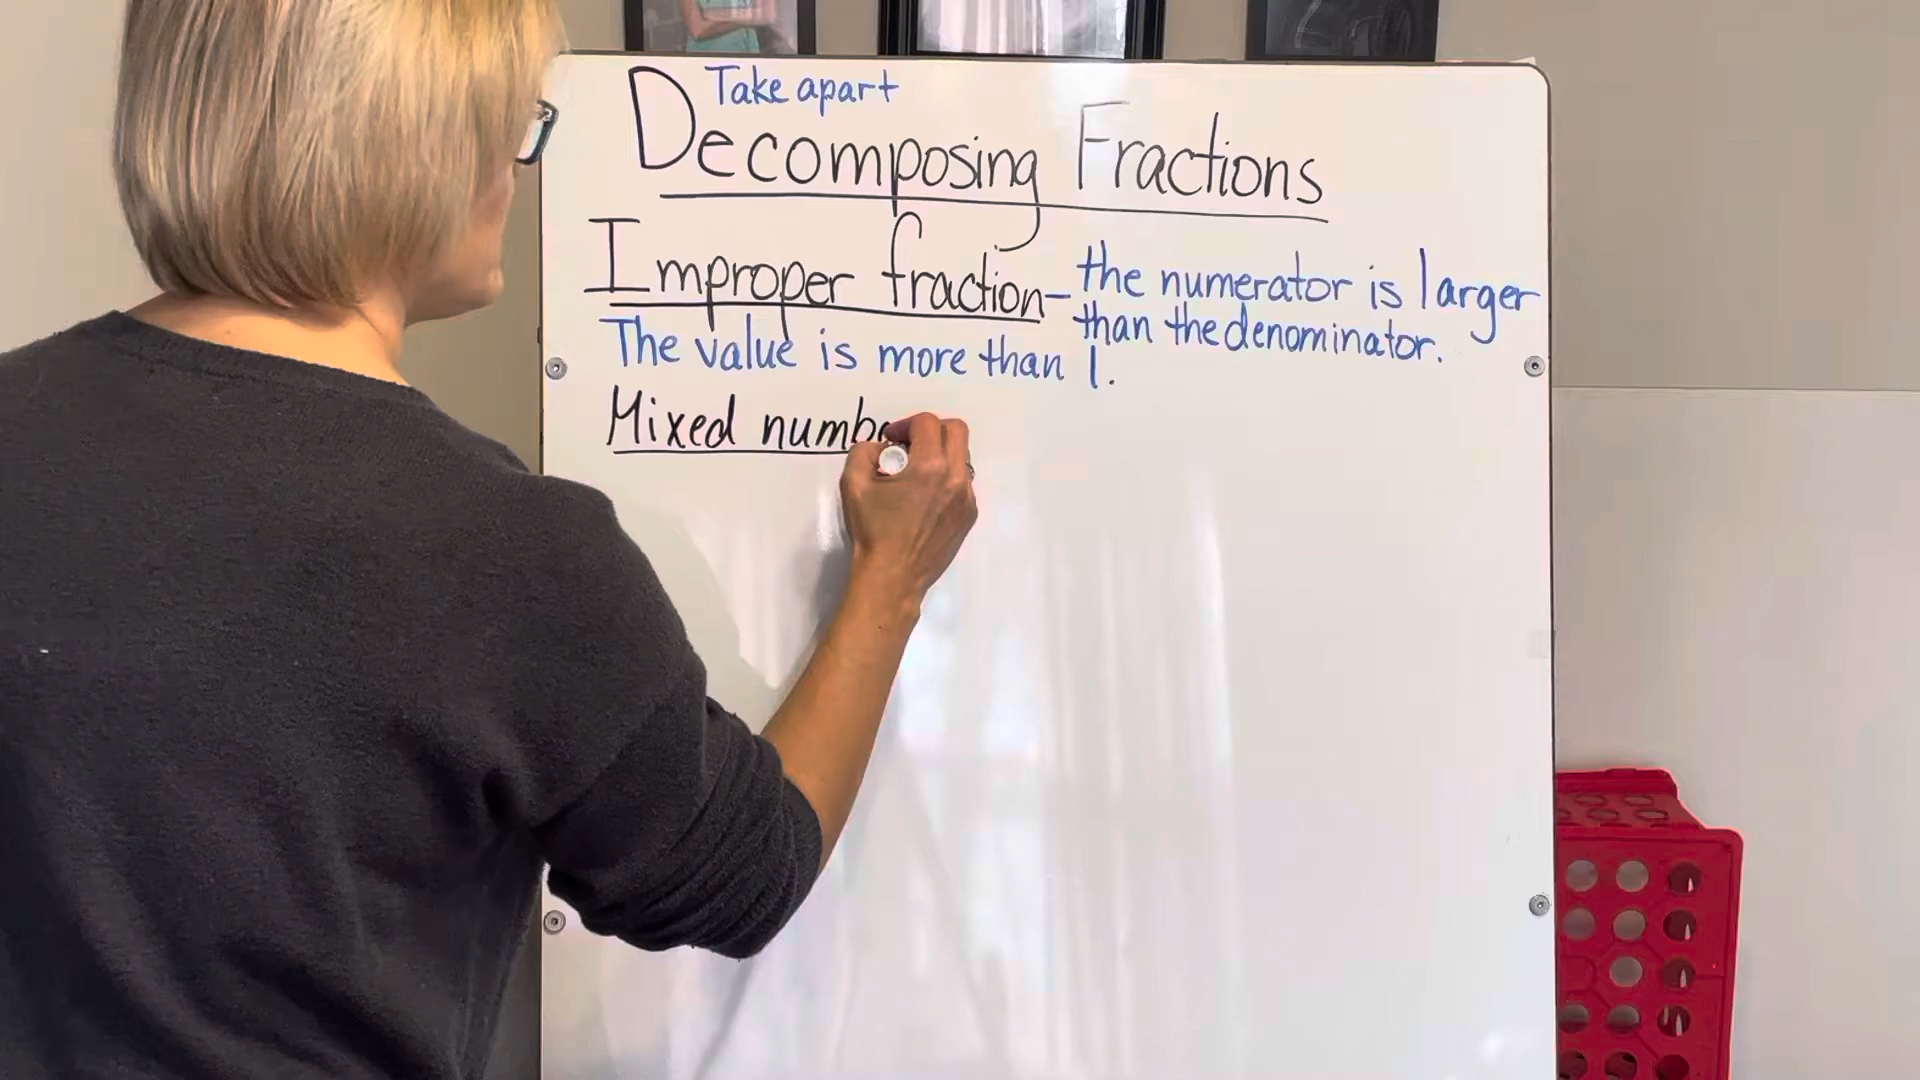 Take apart
Decomposing Fractions
Improper fraction- the numerator is larger
than the denominator.
The value is more than 1.
Mixed numb